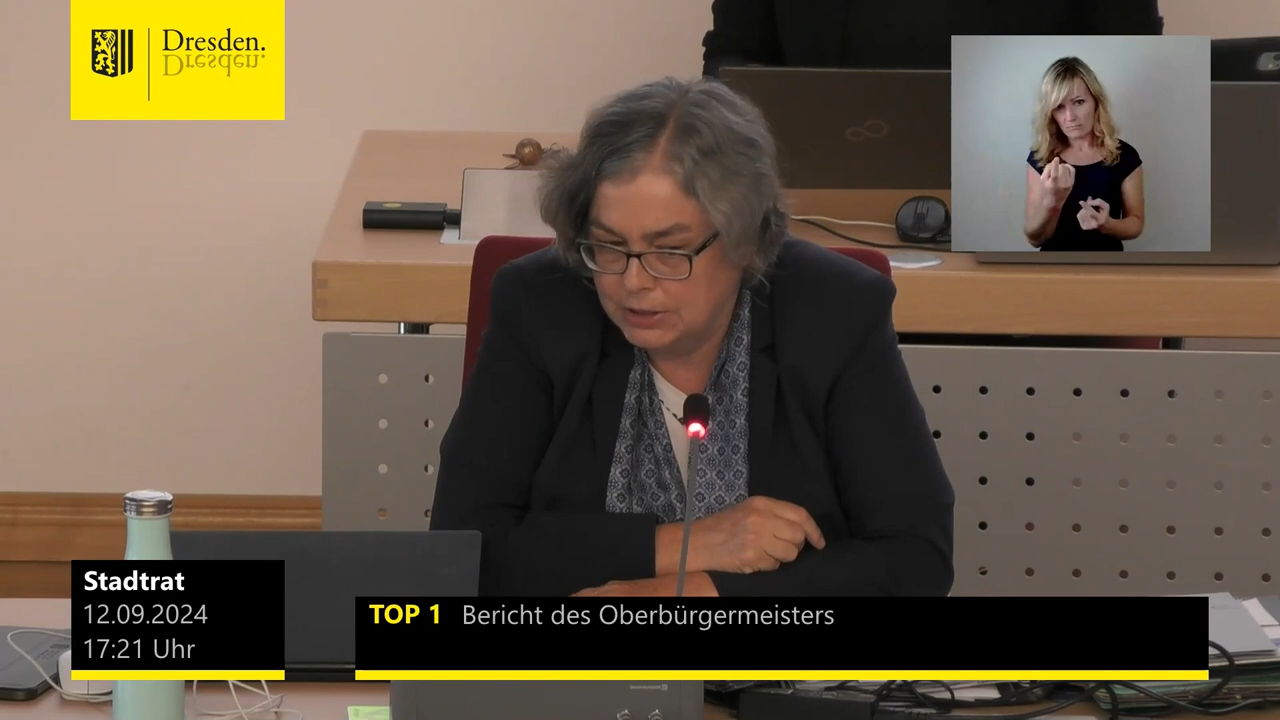 Dresden.
Dresden.
Stadtrat
12.09.2024
17:21 Uhr
TOP 1 Bericht des Oberbürgermeisters